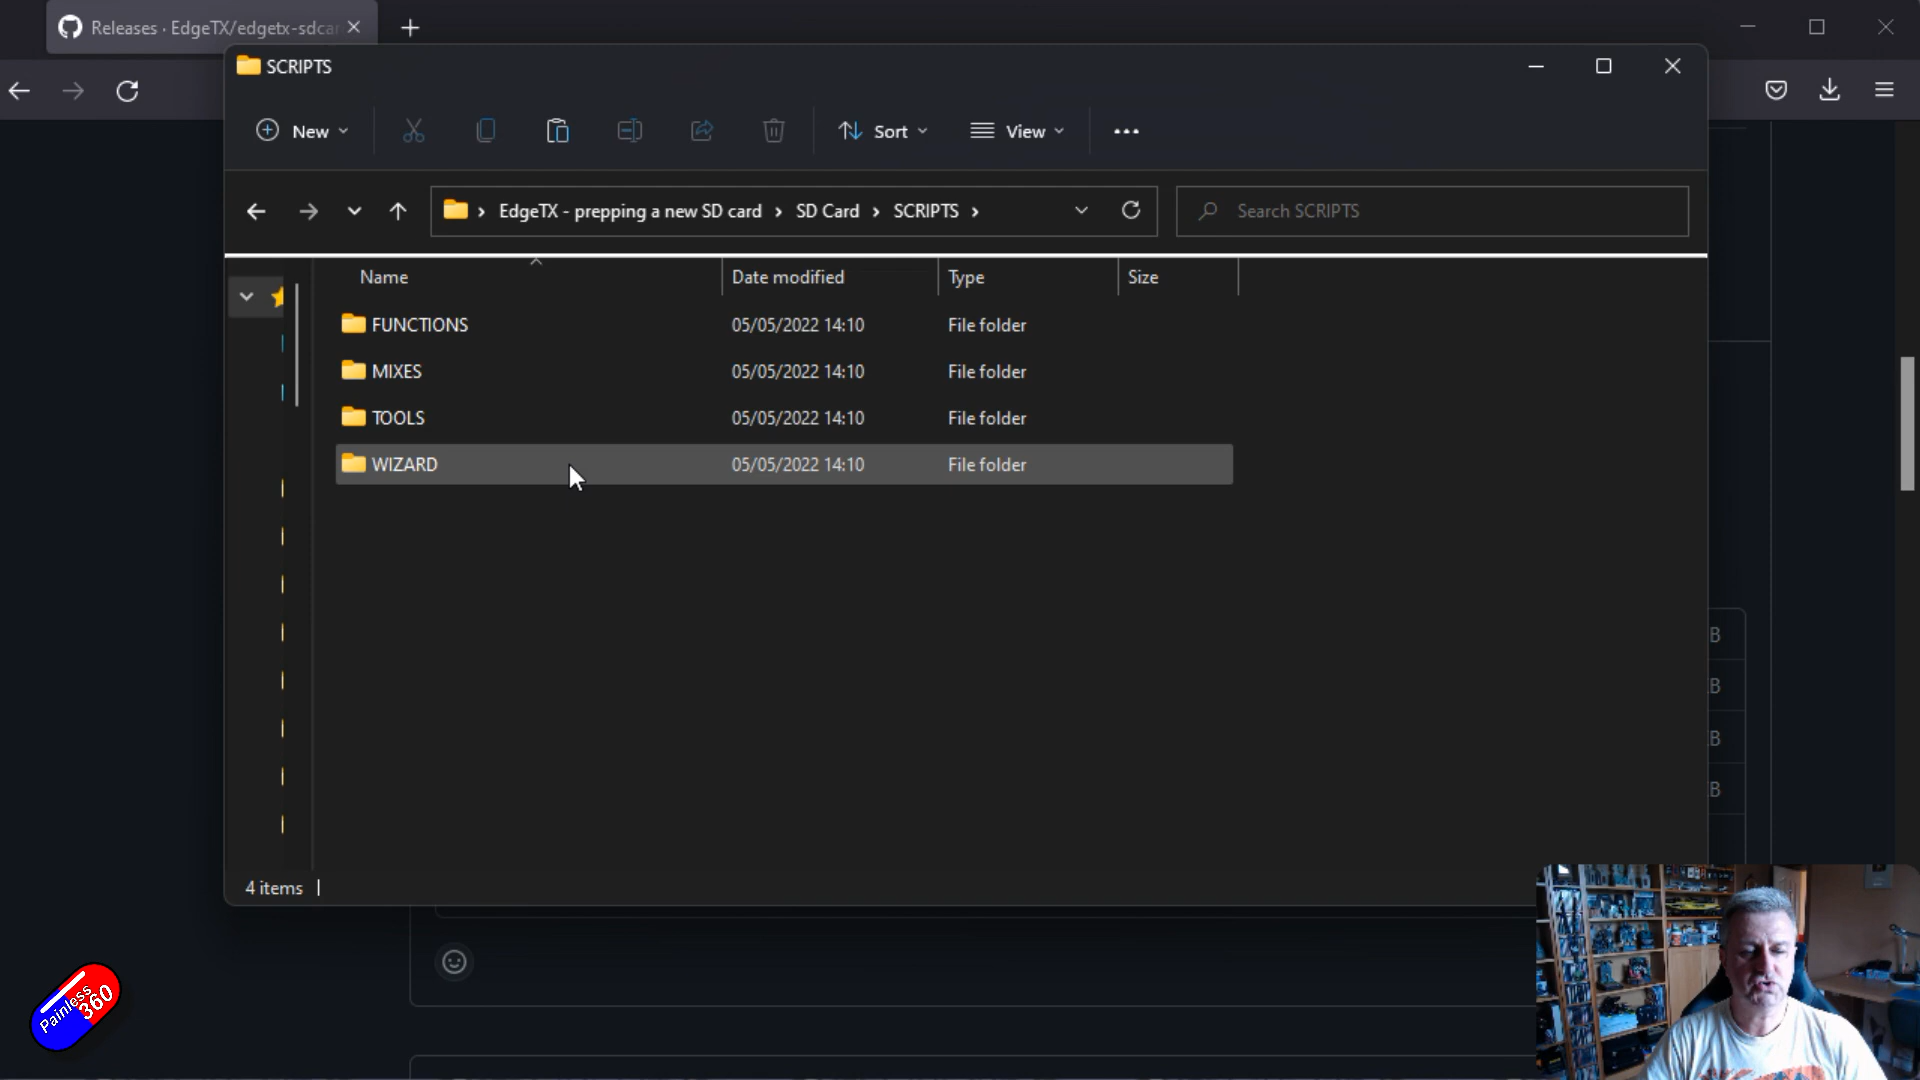 Releases · EdgeTX/edgetx-sdca
SCRIPTS
New
Sort
View
EdgeTX - prepping a new SD card › SD Card › SCRIPTS ›
Search SCRIPTS
Name Date modified Type Size
FUNCTIONS 05/05/2022 14:10 File folder
MIXES 05/05/2022 14:10 File folder
TOOLS 05/05/2022 14:10 File folder
WIZARD 05/05/2022 14:10 File folder
B
B
B
B
4 items
Painless
360